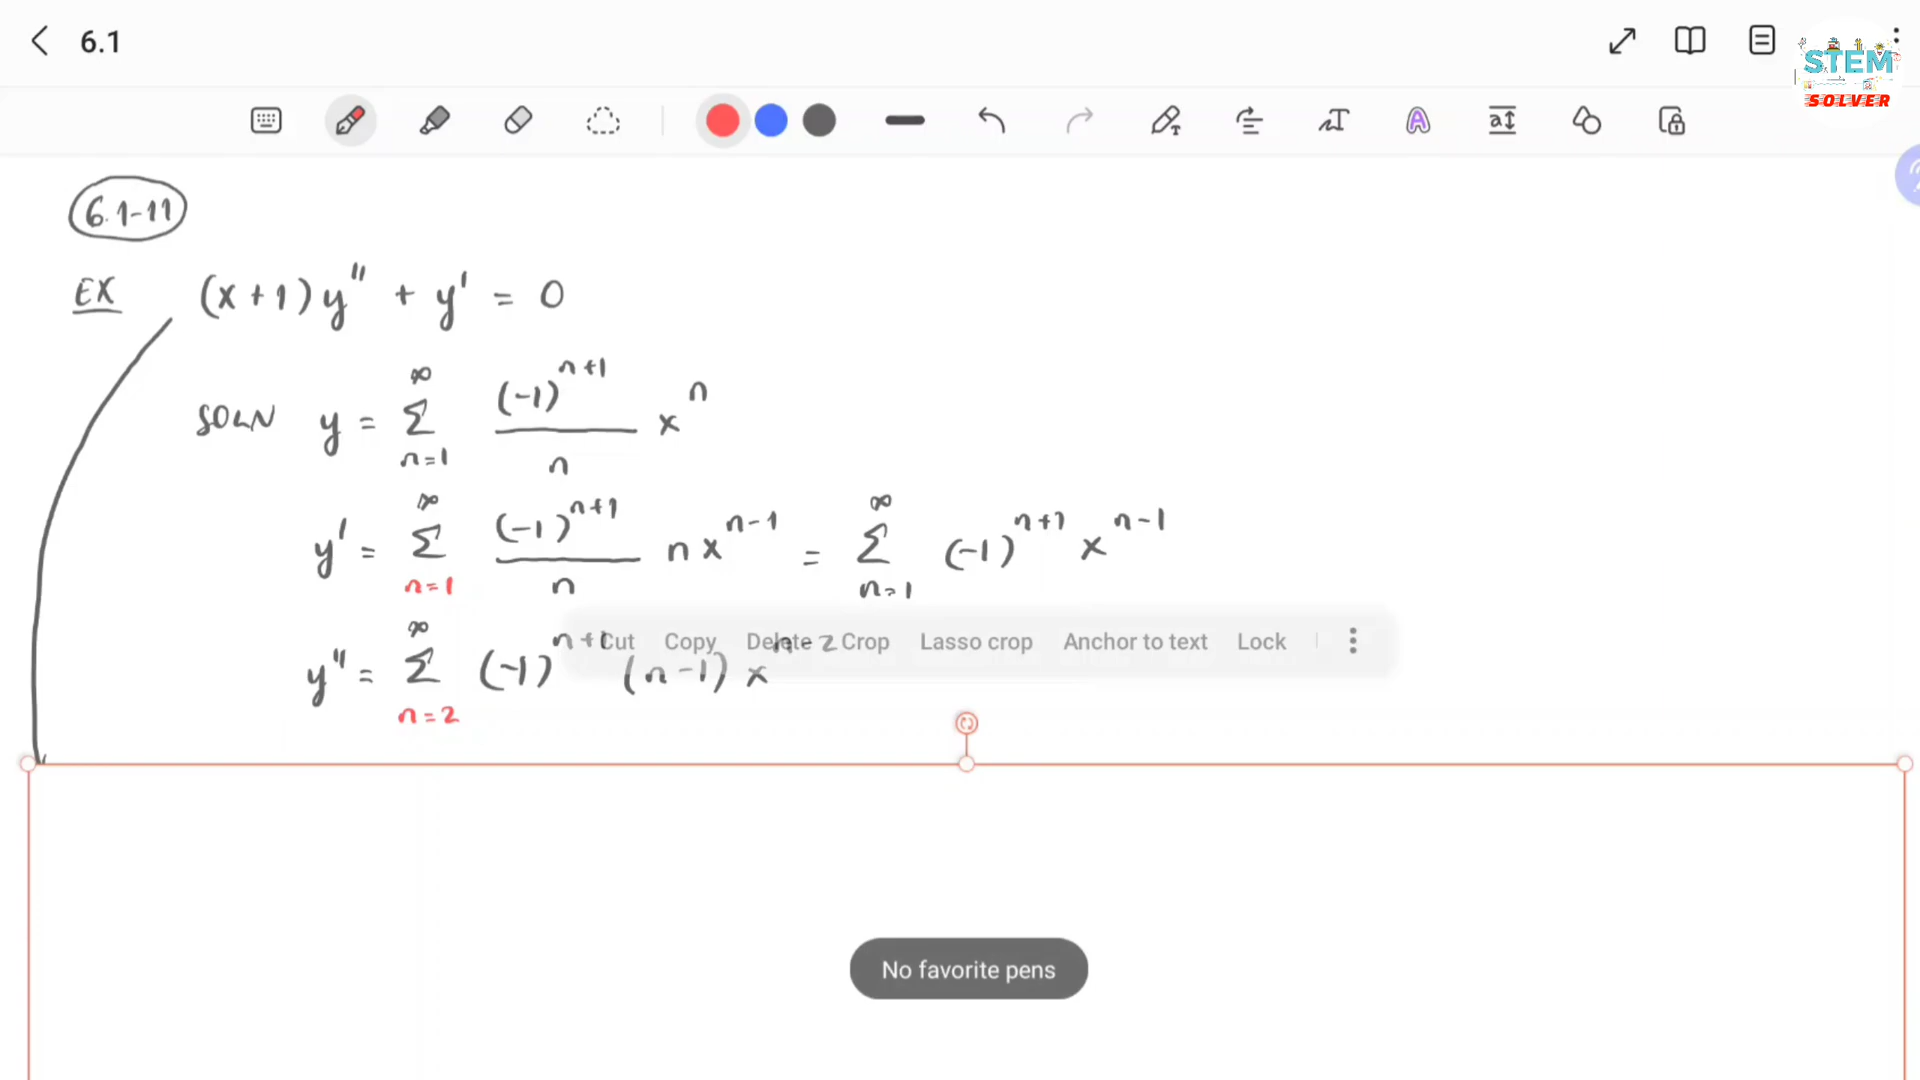 6.1
STEM
SOLVER
6.1-11
EX (x+1)y'' + y' = 0
SOLN y = ∑_{n=1}^{∞} (-1)^{n+1}/n x^n
y' = ∑_{n=1}^{∞} (-1)^{n+1}/n n x^{n-1} = ∑_{n=1}^{∞} (-1)^{n+1} x^{n-1}
Cut Copy Delete Crop Lasso crop Anchor to text Lock
y'' = ∑_{n=2}^{∞} (-1)^{n+1} (n-1) x^{n-2}
No favorite pens